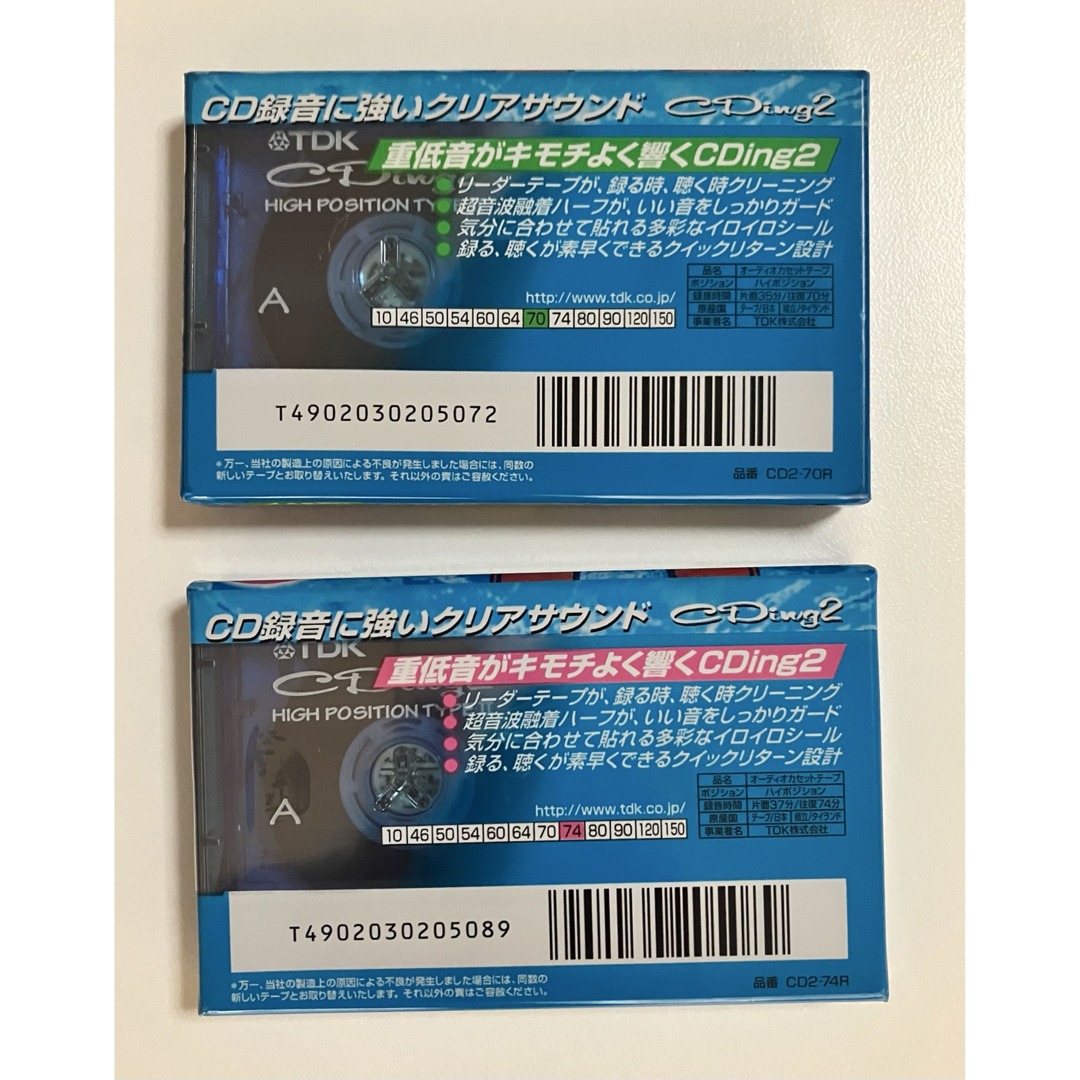 CD録音に強いクリアサウンド CDing2
TDK
重低音がキモチよく響くCDing2
HIGH POSITION TY
リーダーテープが、録る時、聴く時クリーニング
超音波融着ハーフが、いい音をしっかりガード
気分に合わせて貼れる多彩なイロイロシール
録る、聴くが素早くできるクイックリターン設計
品名 オーディオカセットテープ
ポジション ハイポジション
録音時間 片面35分/往復70分
原産国 テープ/日本 組立/タイランド
事業者名 TDK株式会社
A
http://www.tdk.co.jp/
10 46 50 54 60 64 70 74 80 90 120 150
T4902030205072
*万一、当社の製造上の原因による不良が発生しました場合には、同数の
新しいテープとお取り替えいたします。それ以外の責はご容赦ください。
品番 CD2-70R
CD録音に強いクリアサウンド CDing2
TDK
重低音がキモチよく響くCDing2
HIGH POSITION TYPE II
リーダーテープが、録る時、聴く時クリーニング
超音波融着ハーフが、いい音をしっかりガード
気分に合わせて貼れる多彩なイロイロシール
録る、聴くが素早くできるクイックリターン設計
品名 オーディオカセットテープ
ポジション ハイポジション
録音時間 片面37分/往復74分
原産国 テープ/日本 組立/タイランド
事業者名 TDK株式会社
A
http://www.tdk.co.jp/
10 46 50 54 60 64 70 74 80 90 120 150
T4902030205089
*万一、当社の製造上の原因による不良が発生しました場合には、同数の
新しいテープとお取り替えいたします。それ以外の責はご容赦ください。
品番 CD2-74R